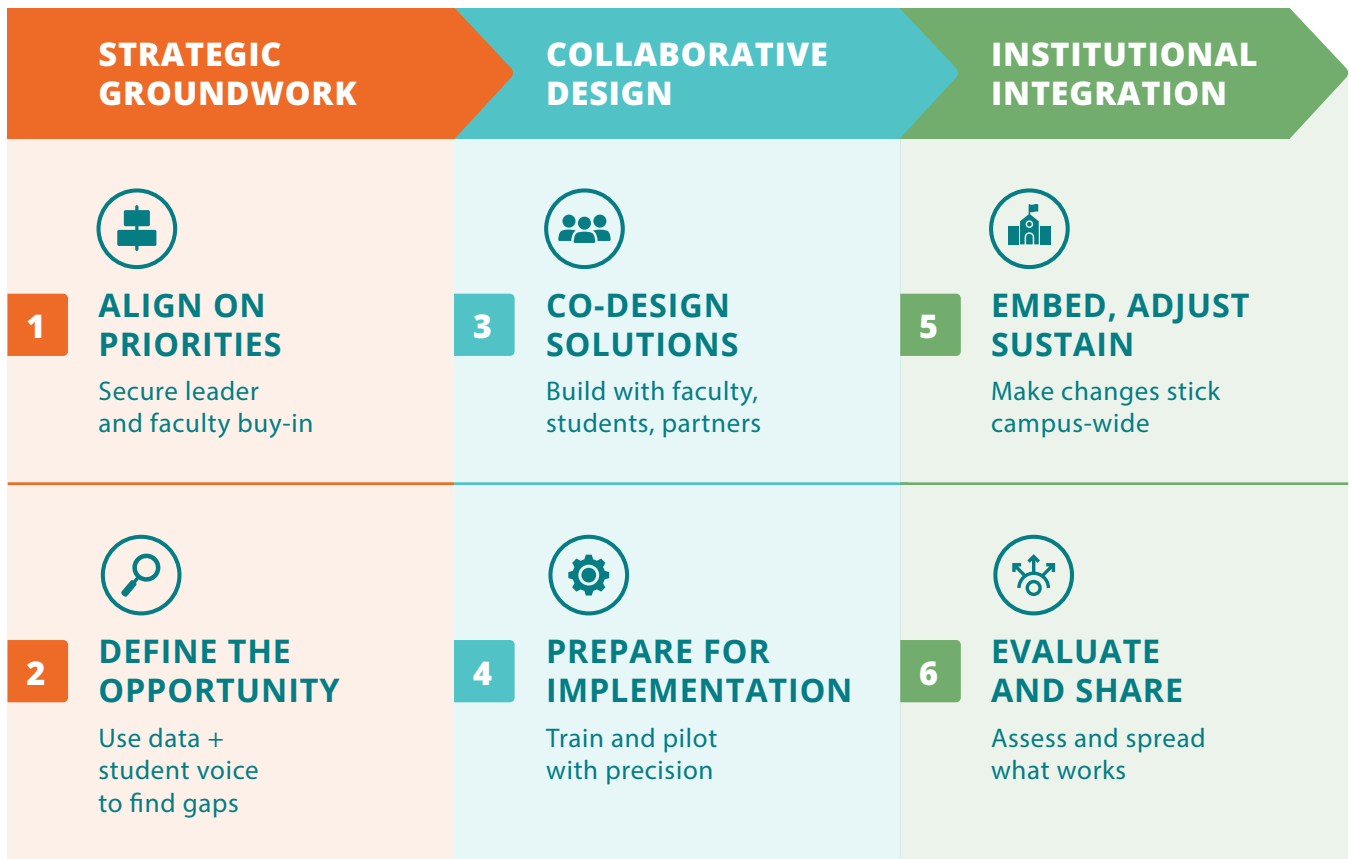 STRATEGIC
GROUNDWORK
COLLABORATIVE
DESIGN
INSTITUTIONAL
INTEGRATION
1
ALIGN ON
PRIORITIES
Secure leader
and faculty buy-in
2
DEFINE THE
OPPORTUNITY
Use data +
student voice
to find gaps
3
CO-DESIGN
SOLUTIONS
Build with faculty,
students, partners
4
PREPARE FOR
IMPLEMENTATION
Train and pilot
with precision
5
EMBED, ADJUST
SUSTAIN
Make changes stick
campus-wide
6
EVALUATE
AND SHARE
Assess and spread
what works